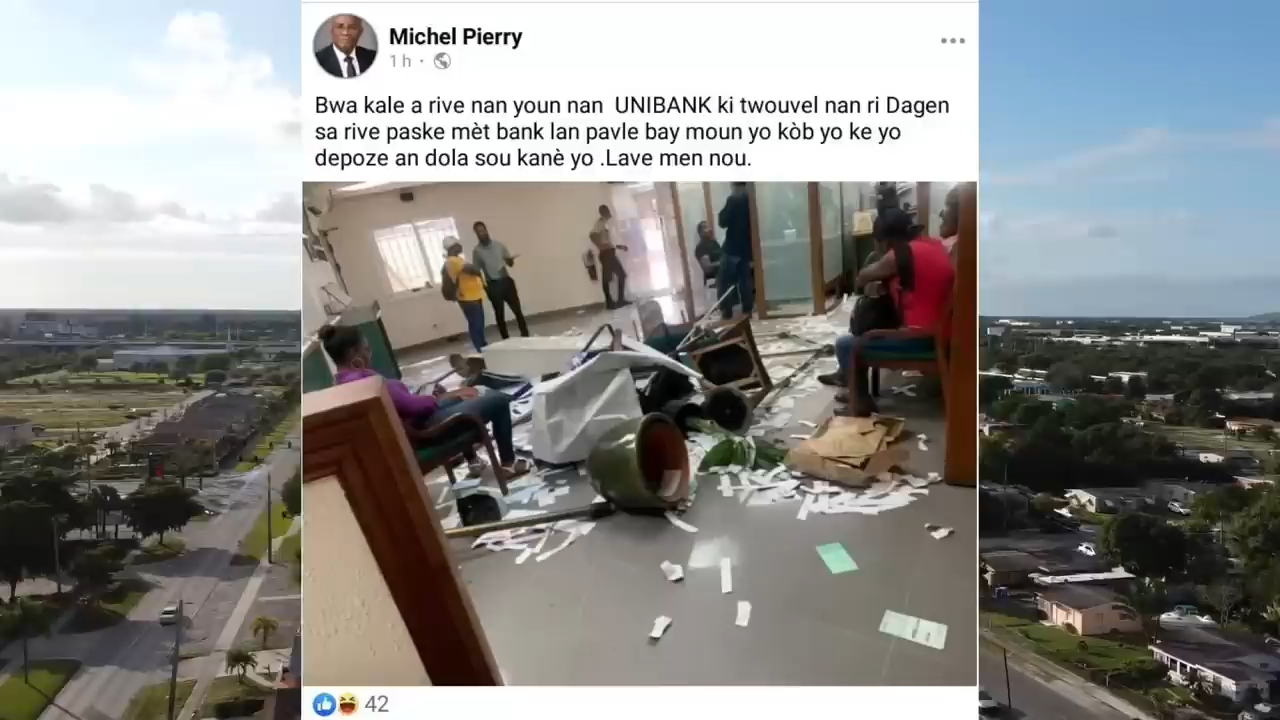 Michel Pierry
1 h ·
Bwa kale a rive nan youn nan UNIBANK ki twouvel nan ri Dagen
sa rive paske mèt bank lan pavle bay moun yo kòb yo ke yo
depoze an dola sou kanè yo .Lave men nou.
42